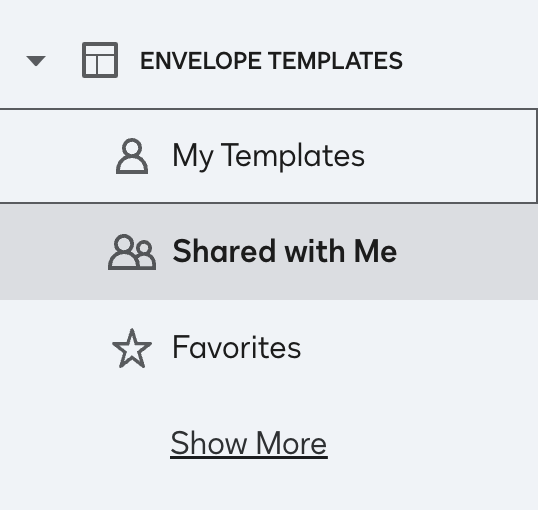 ENVELOPE TEMPLATES
My Templates
Shared with Me
Favorites
Show More